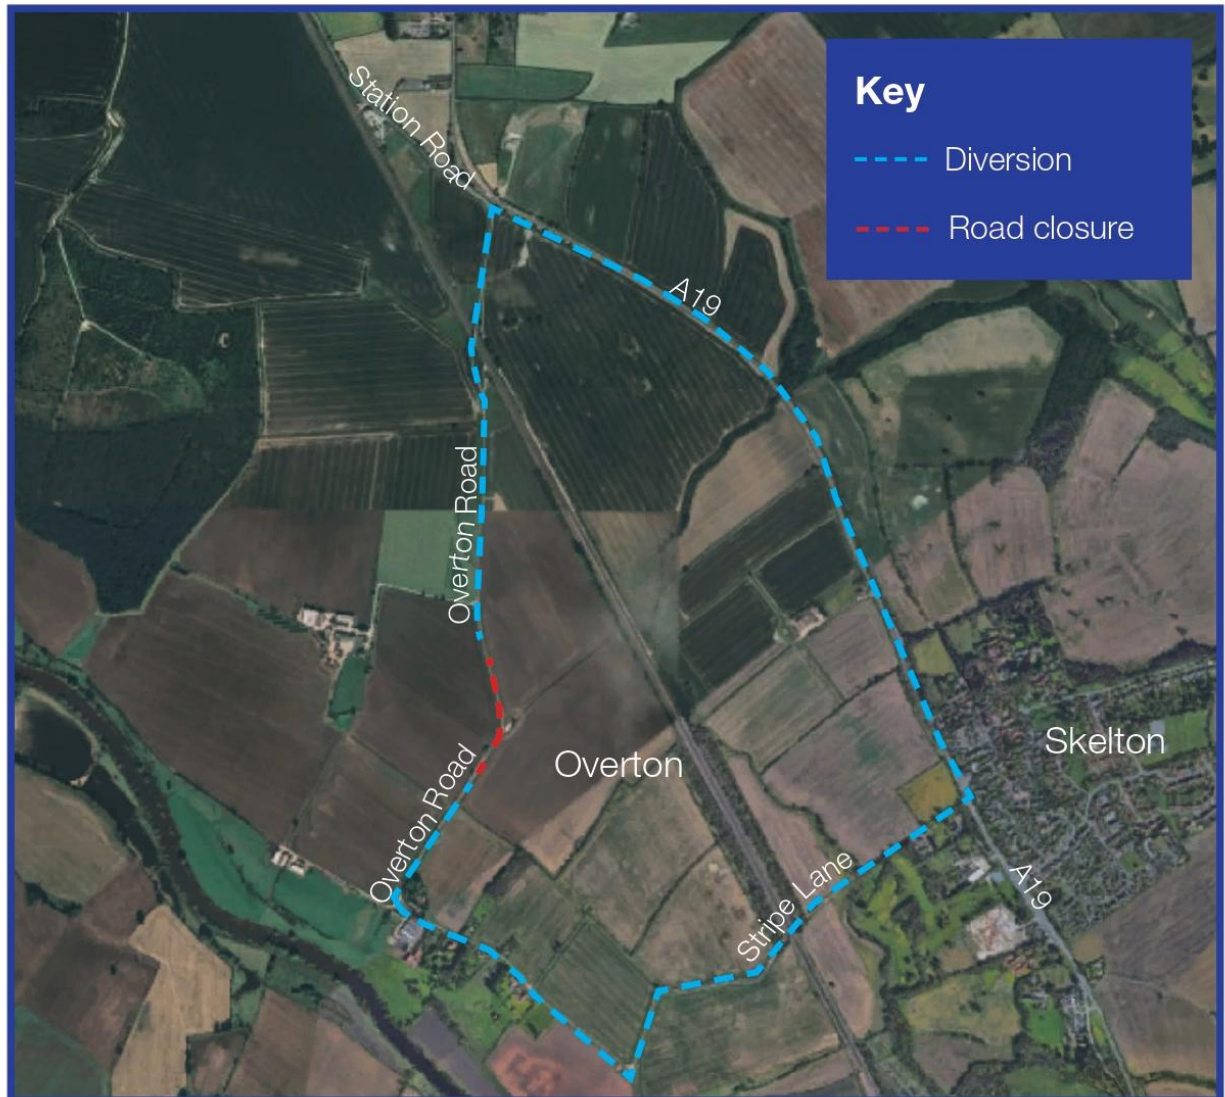 Key
Diversion
Road closure
Station Road
A19
Overton Road
Overton Road
Overton
Skelton
Stripe Lane
A19